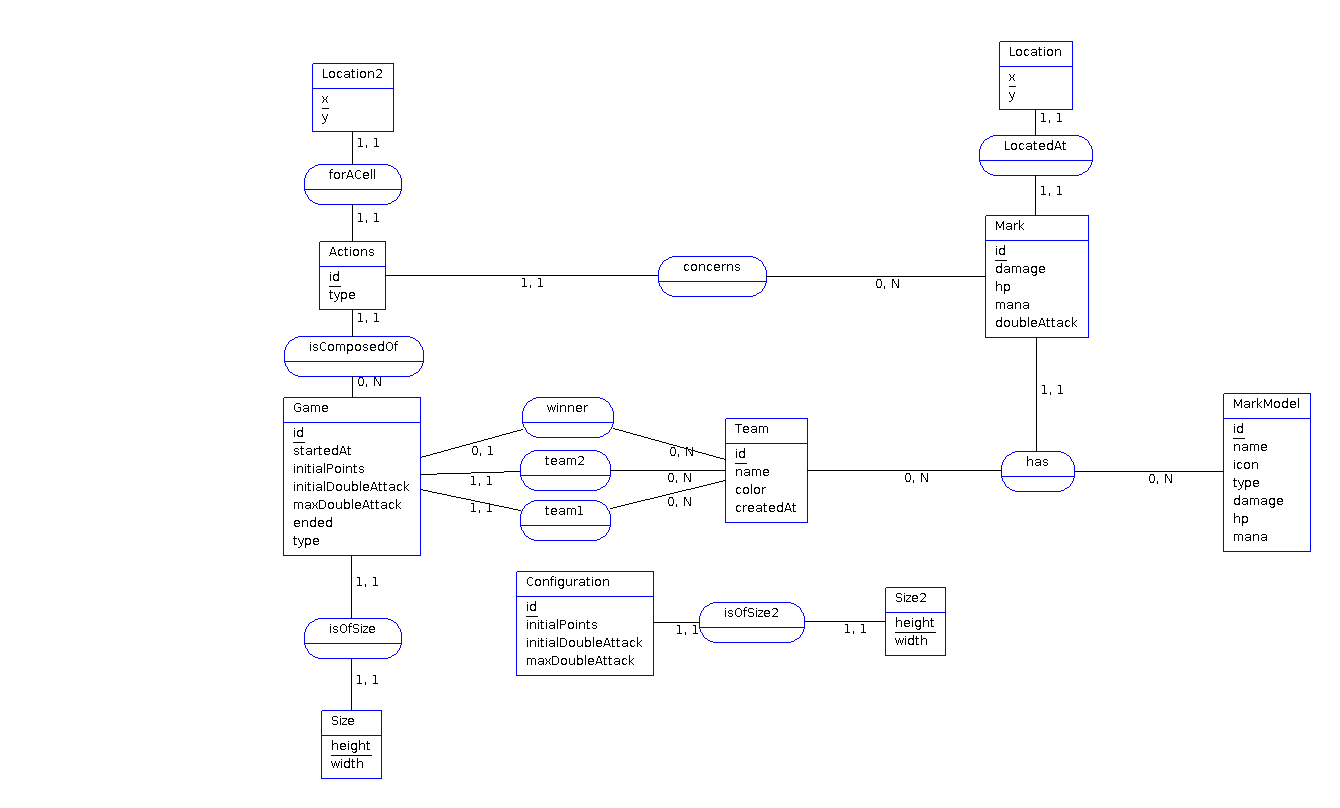 Location2
x
y
1, 1
forACell
1, 1
Actions
id
type
1, 1
concerns
0, N
Location
x
y
1, 1
LocatedAt
1, 1
Mark
id
damage
hp
mana
doubleAttack
1, 1
isComposedOf
0, N
Game
id
startedAt
initialPoints
initialDoubleAttack
maxDoubleAttack
ended
type
winner
0, 1
0, N
team2
1, 1
0, N
team1
1, 1
0, N
Team
id
name
color
createdAt
0, N
1, 1
has
0, N
MarkModel
id
name
icon
type
damage
hp
mana
1, 1
isOfSize
1, 1
Size
height
width
Configuration
id
initialPoints
initialDoubleAttack
maxDoubleAttack
1, 1
isOfSize2
1, 1
Size2
height
width